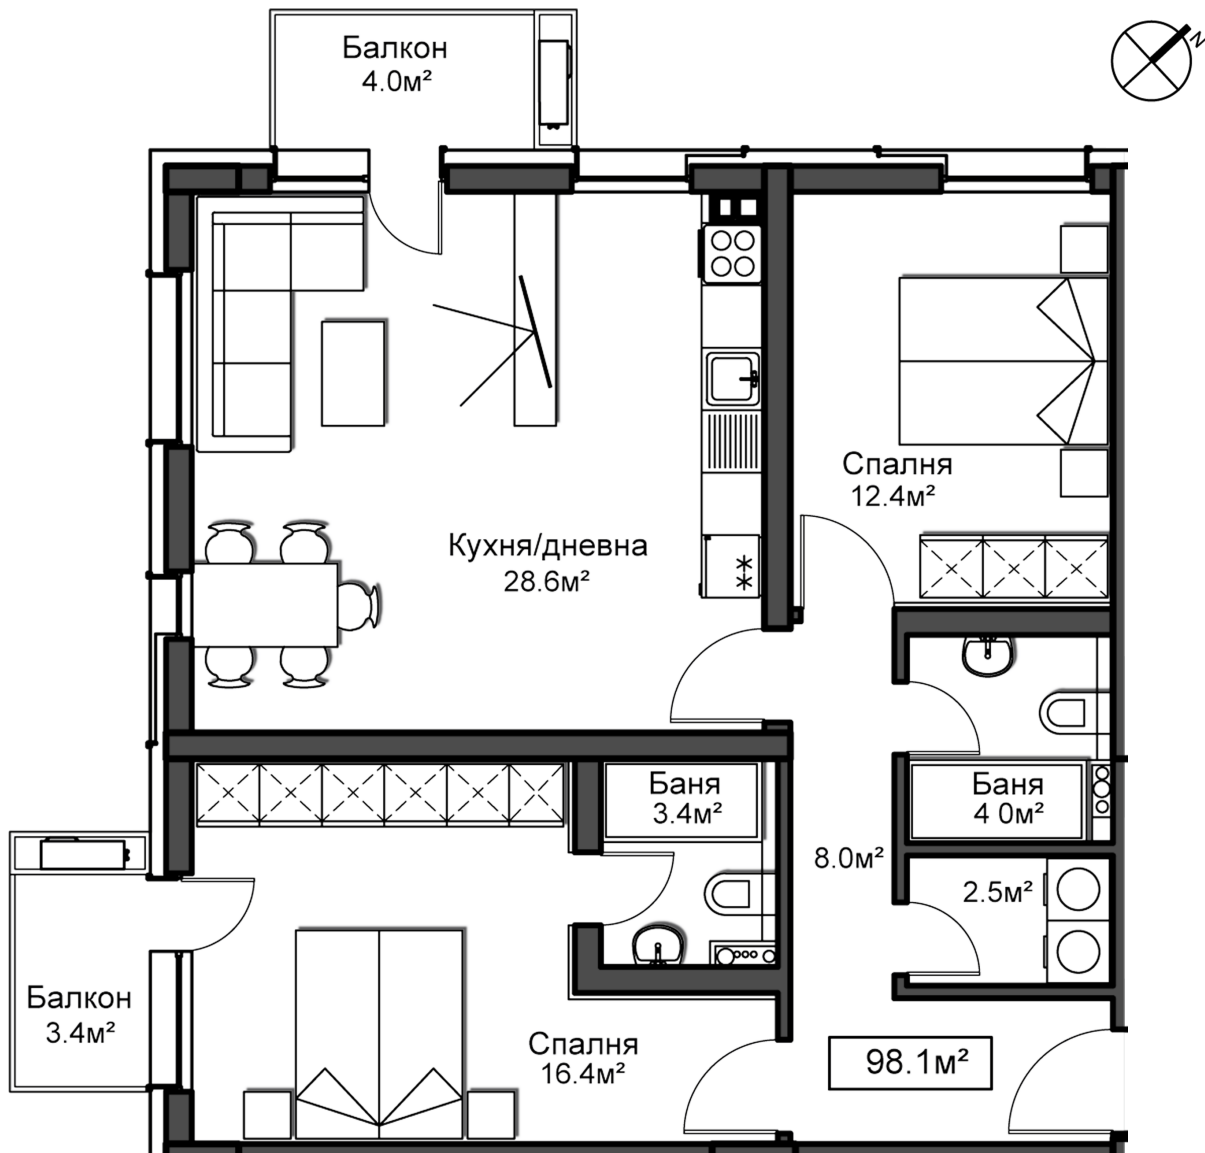 Балкон
4.0м²
N
Спалня
12.4м²
Кухня/дневна
28.6м²
Баня
3.4м²
Баня
4.0м²
8.0м²
2.5м²
Балкон
3.4м²
Спалня
16.4м²
98.1м²